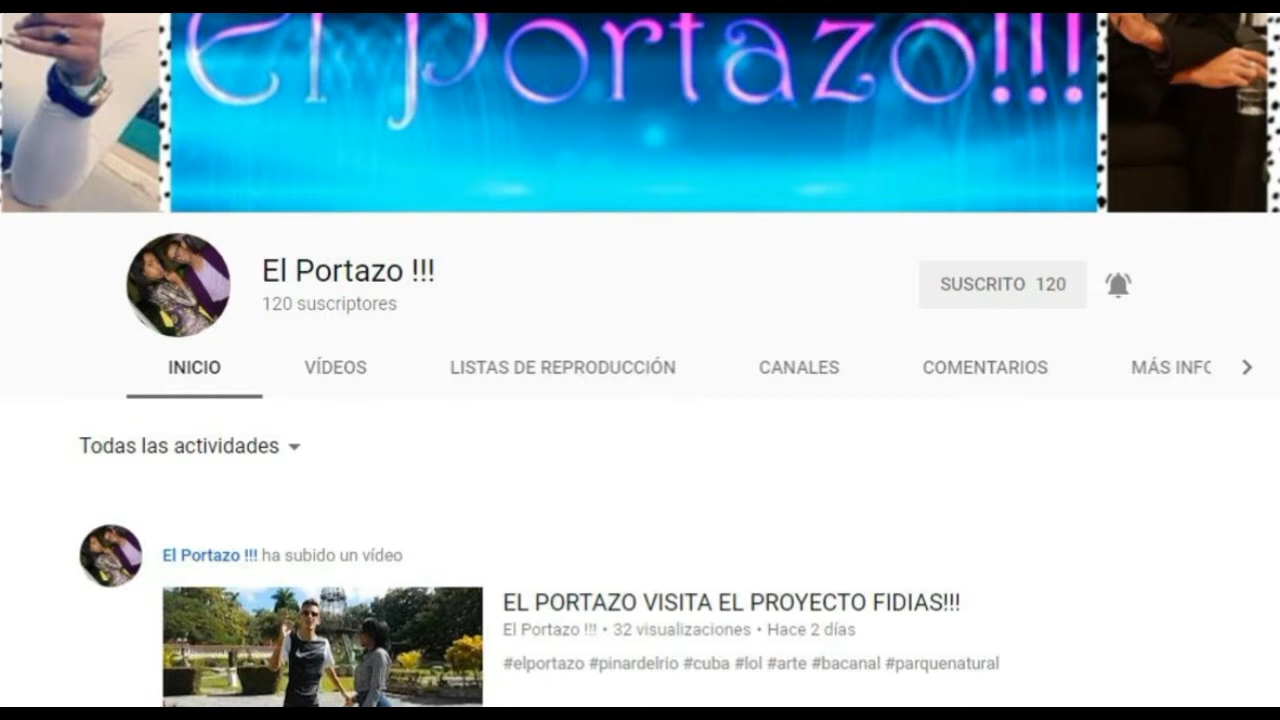 El Portazo!!!
El Portazo !!!
120 suscriptores
SUSCRITO 120
INICIO VÍDEOS LISTAS DE REPRODUCCIÓN CANALES COMENTARIOS MÁS INFO
Todas las actividades
El Portazo !!! ha subido un vídeo
EL PORTAZO VISITA EL PROYECTO FIDIAS!!!
El Portazo !!! • 32 visualizaciones • Hace 2 días
#elportazo #pinardelrio #cuba #lol #arte #bacanal #parquenatural